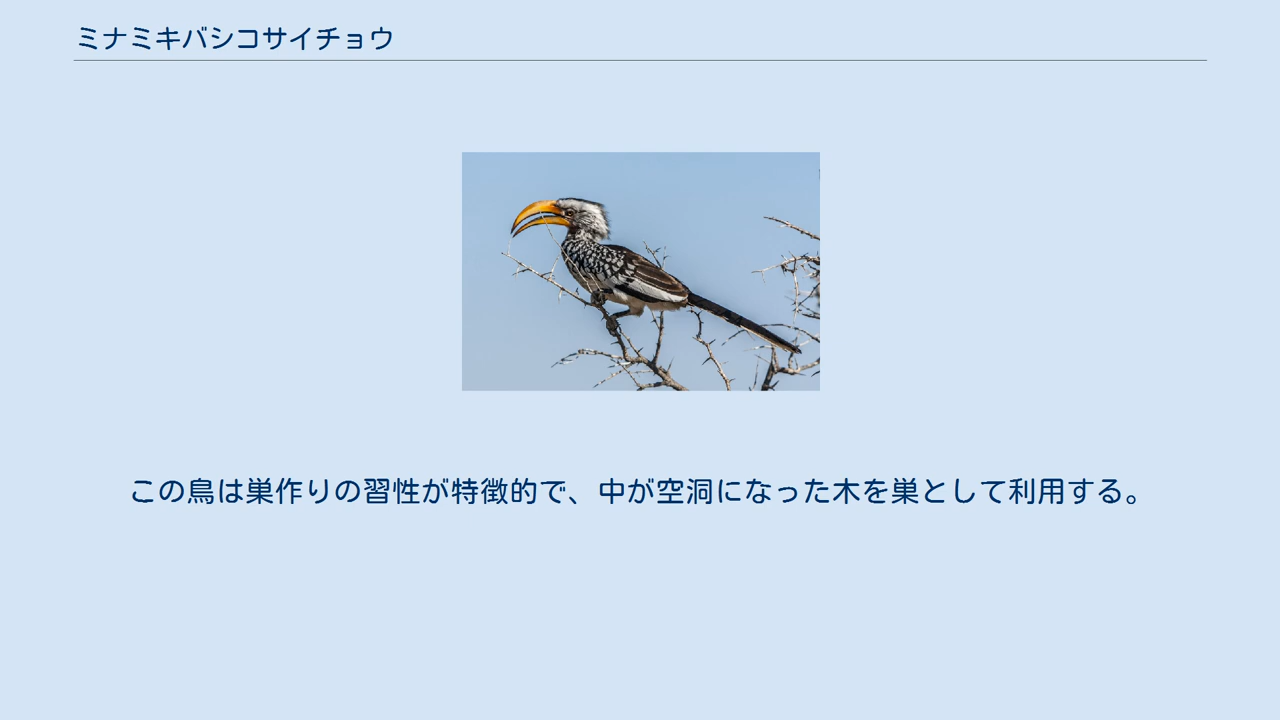 ミナミキバシコサイチョウ
この鳥は巣作りの習性が特徴的で、中が空洞になった木を巣として利用する。